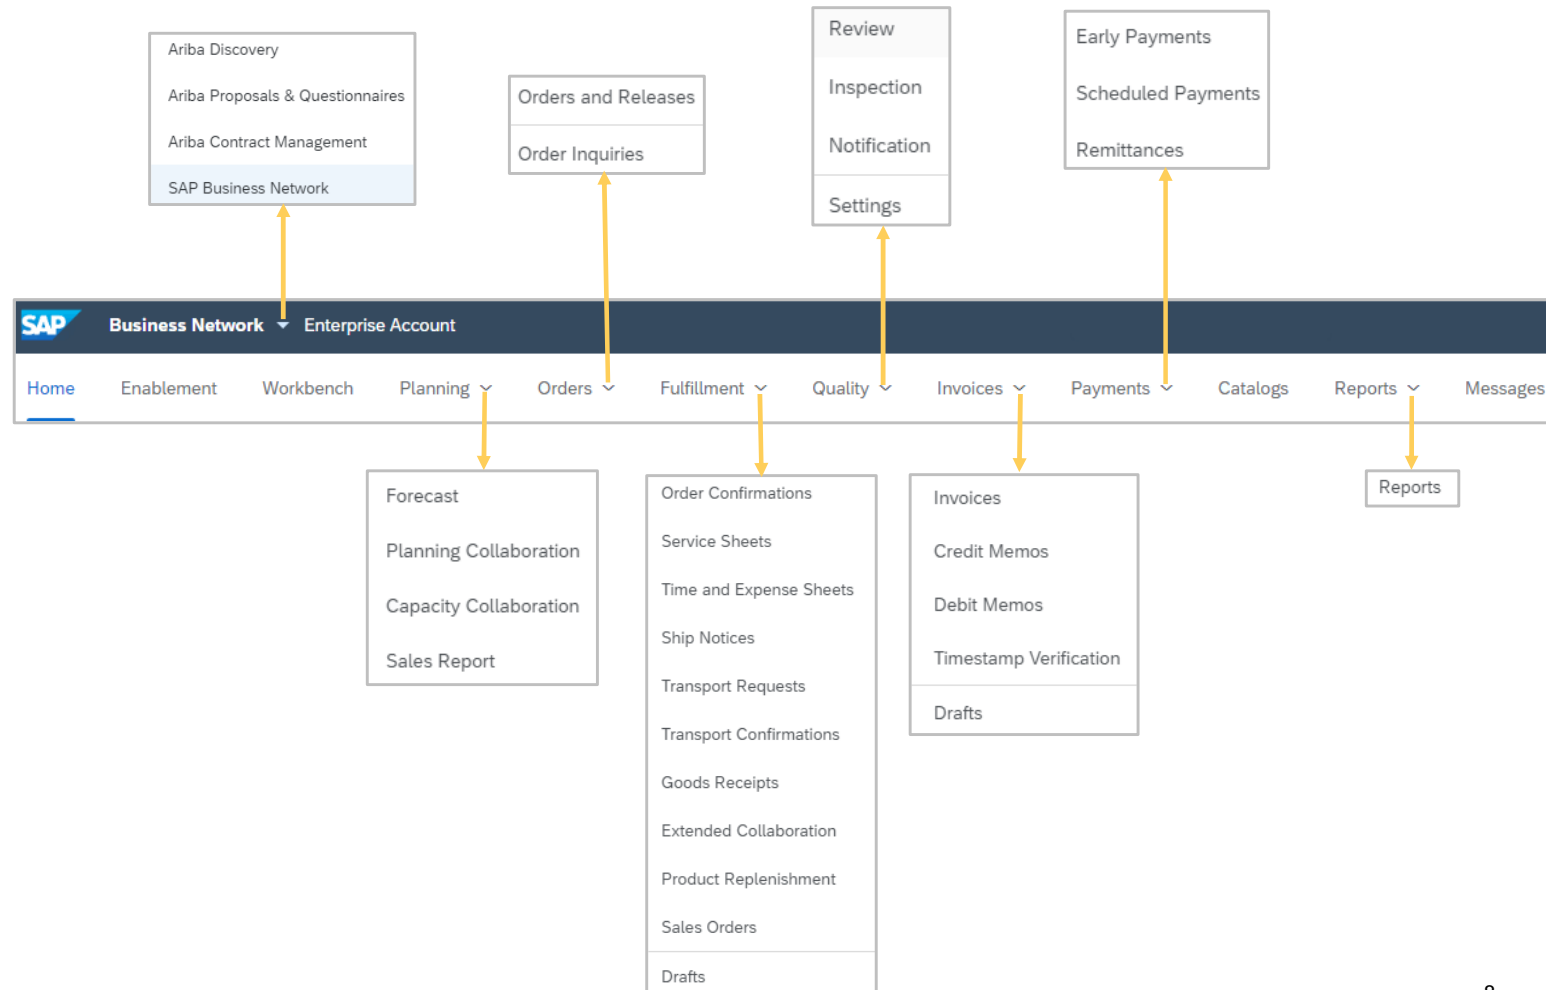 Ariba Discovery
Ariba Proposals & Questionnaires
Ariba Contract Management
SAP Business Network
Orders and Releases
Order Inquiries
Review
Inspection
Notification
Settings
Early Payments
Scheduled Payments
Remittances
SAP Business Network Enterprise Account
Home Enablement Workbench Planning Orders Fulfillment Quality Invoices Payments Catalogs Reports Messages
Forecast
Planning Collaboration
Capacity Collaboration
Sales Report
Order Confirmations
Service Sheets
Time and Expense Sheets
Ship Notices
Transport Requests
Transport Confirmations
Goods Receipts
Extended Collaboration
Product Replenishment
Sales Orders
Drafts
Invoices
Credit Memos
Debit Memos
Timestamp Verification
Drafts
Reports